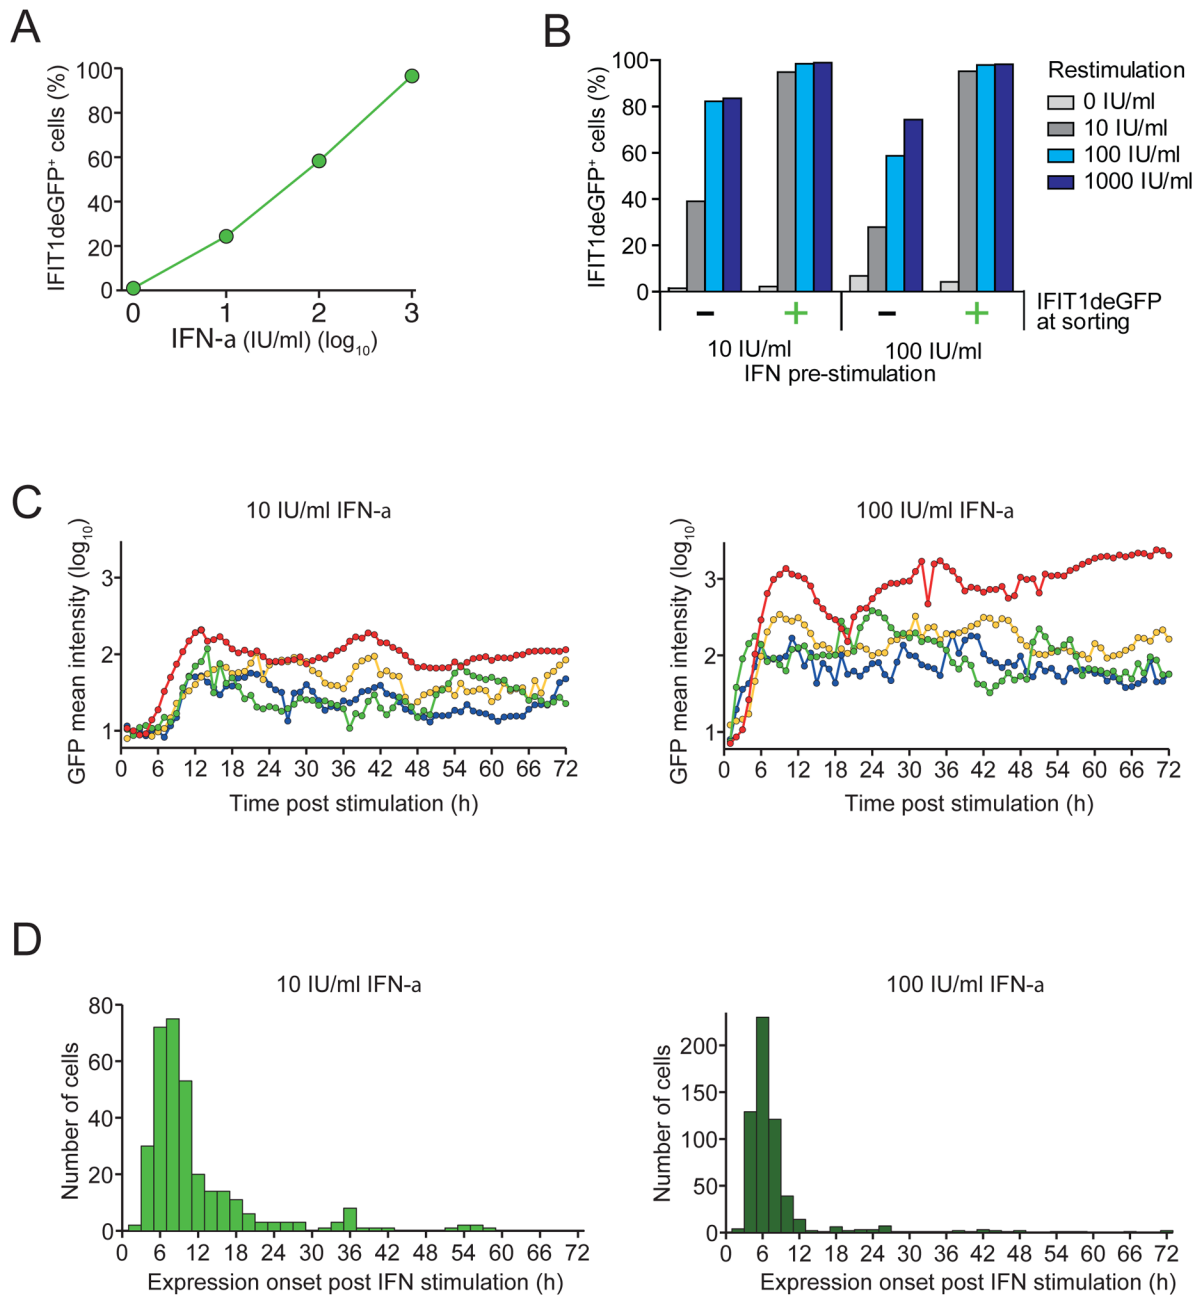 A
IFIT1deGFP⁺ cells (%)
100
80
60
40
20
0
0 1 2 3
IFN-a (IU/ml) (log₁₀)
B
IFIT1deGFP⁺ cells (%)
100
80
60
40
20
0
− + − +
IFIT1deGFP
at sorting
10 IU/ml 100 IU/ml
IFN pre-stimulation
Restimulation
0 IU/ml
10 IU/ml
100 IU/ml
1000 IU/ml
C
10 IU/ml IFN-a
GFP mean intensity (log₁₀)
3
2
1
0 6 12 18 24 30 36 42 48 54 60 66 72
Time post stimulation (h)
100 IU/ml IFN-a
GFP mean intensity (log₁₀)
3
2
1
0 6 12 18 24 30 36 42 48 54 60 66 72
Time post stimulation (h)
D
10 IU/ml IFN-a
Number of cells
80
60
40
20
0
0 6 12 18 24 30 36 42 48 54 60 66 72
Expression onset post IFN stimulation (h)
100 IU/ml IFN-a
Number of cells
200
150
100
50
0
0 6 12 18 24 30 36 42 48 54 60 66 72
Expression onset post IFN stimulation (h)